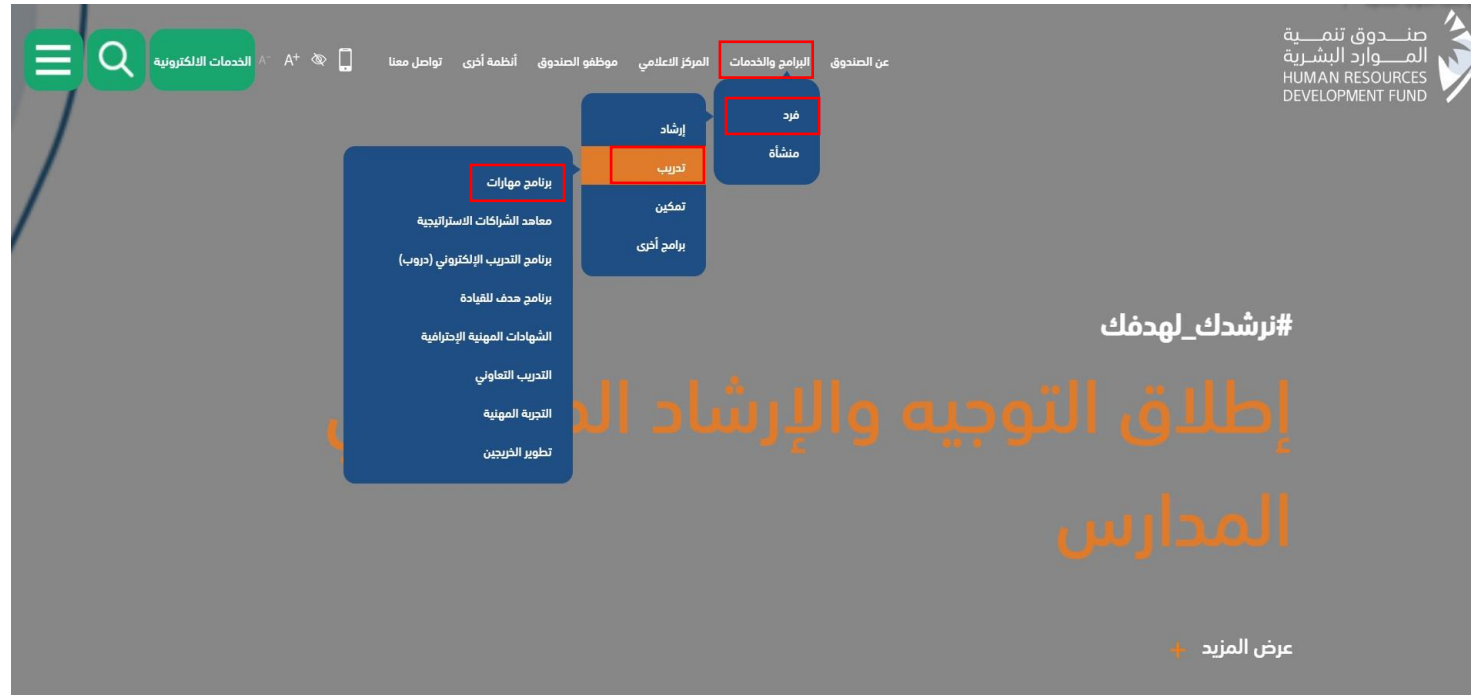 صنـــدوق تنمـــــية
المـــــوارد البشـرية
HUMAN RESOURCES
DEVELOPMENT FUND
عن الصندوق
البرامج والخدمات
المركز الاعلامي
موظفو الصندوق
أنظمة أخرى
تواصل معنا
A+
A-
الخدمات الالكترونية
فرد
منشأة
إرشاد
تدريب
تمكين
برامج أخرى
برنامج مهارات
معاهد الشراكات الاستراتيجية
برنامج التدريب الإلكتروني (دروب)
برنامج هدف للقيادة
الشهادات المهنية الإحترافية
التدريب التعاوني
التجربة المهنية
تطوير الخريجين
#نرشدك_لهدفك
إطلاق التوجيه والإرشاد
المدارس
عرض المزيد +